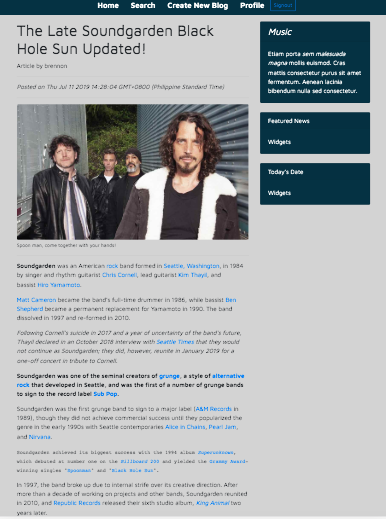 Home Search Create New Blog Profile Signout
The Late Soundgarden Black
Hole Sun Updated!
Article by brennon
Posted on Thu Jul 11 2019 14:28:04 GMT+0800 (Philippine Standard Time)
Spoon man, come together with your hands!
Soundgarden was an American rock band formed in Seattle, Washington, in 1984
by singer and rhythm guitarist Chris Cornell, lead guitarist Kim Thayil, and
bassist Hiro Yamamoto.
Matt Cameron became the band's full-time drummer in 1986, while bassist Ben
Shepherd became a permanent replacement for Yamamoto in 1990. The band
dissolved in 1997 and re-formed in 2010.
Following Cornell's suicide in 2017 and a year of uncertainty of the band's future,
Thayil declared in an October 2018 interview with Seattle Times that they would
not continue as Soundgarden; they did, however, reunite in January 2019 for a
one-off concert in tribute to Cornell.
Soundgarden was one of the seminal creators of grunge, a style of alternative
rock that developed in Seattle, and was the first of a number of grunge bands
to sign to the record label Sub Pop.
Soundgarden was the first grunge band to sign to a major label (A&M Records in
1989), though they did not achieve commercial success until they popularized the
genre in the early 1990s with Seattle contemporaries Alice in Chains, Pearl Jam,
and Nirvana.
Soundgarden achieved its biggest success with the 1994 album Superunknown,
which debuted at number one on the Billboard 200 and yielded the Grammy Award-
winning singles "Spoonman" and "Black Hole Sun".
In 1997, the band broke up due to internal strife over its creative direction. After
more than a decade of working on projects and other bands, Soundgarden reunited
in 2010, and Republic Records released their sixth studio album, King Animal two
years later.
Music
Etiam porta sem malesuada
magna mollis euismod. Cras
mattis consectetur purus sit amet
fermentum. Aenean lacinia
bibendum nulla sed consectetur.
Featured News
Widgets
Today's Date
Widgets